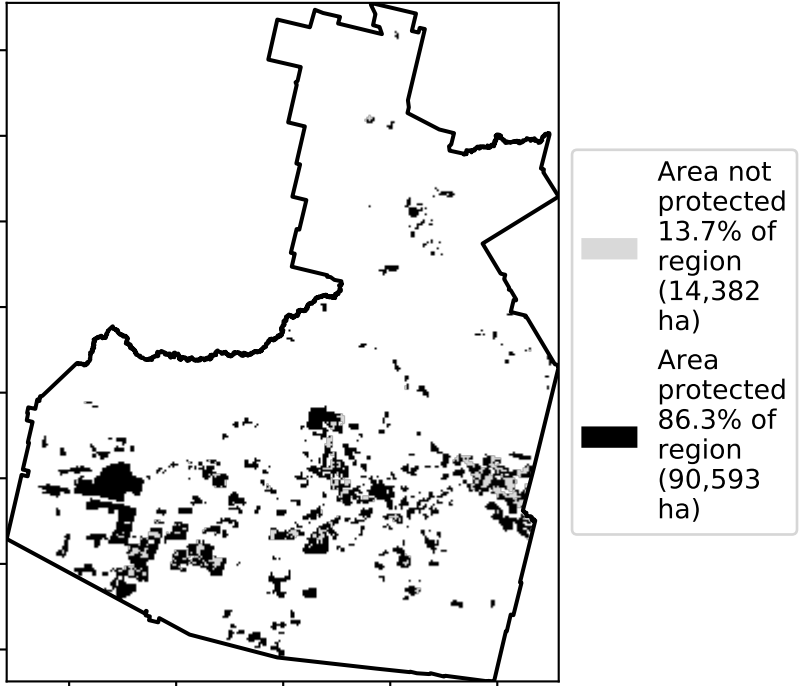 Area not
protected
13.7% of
region
(14,382
ha)
Area
protected
86.3% of
region
(90,593
ha)